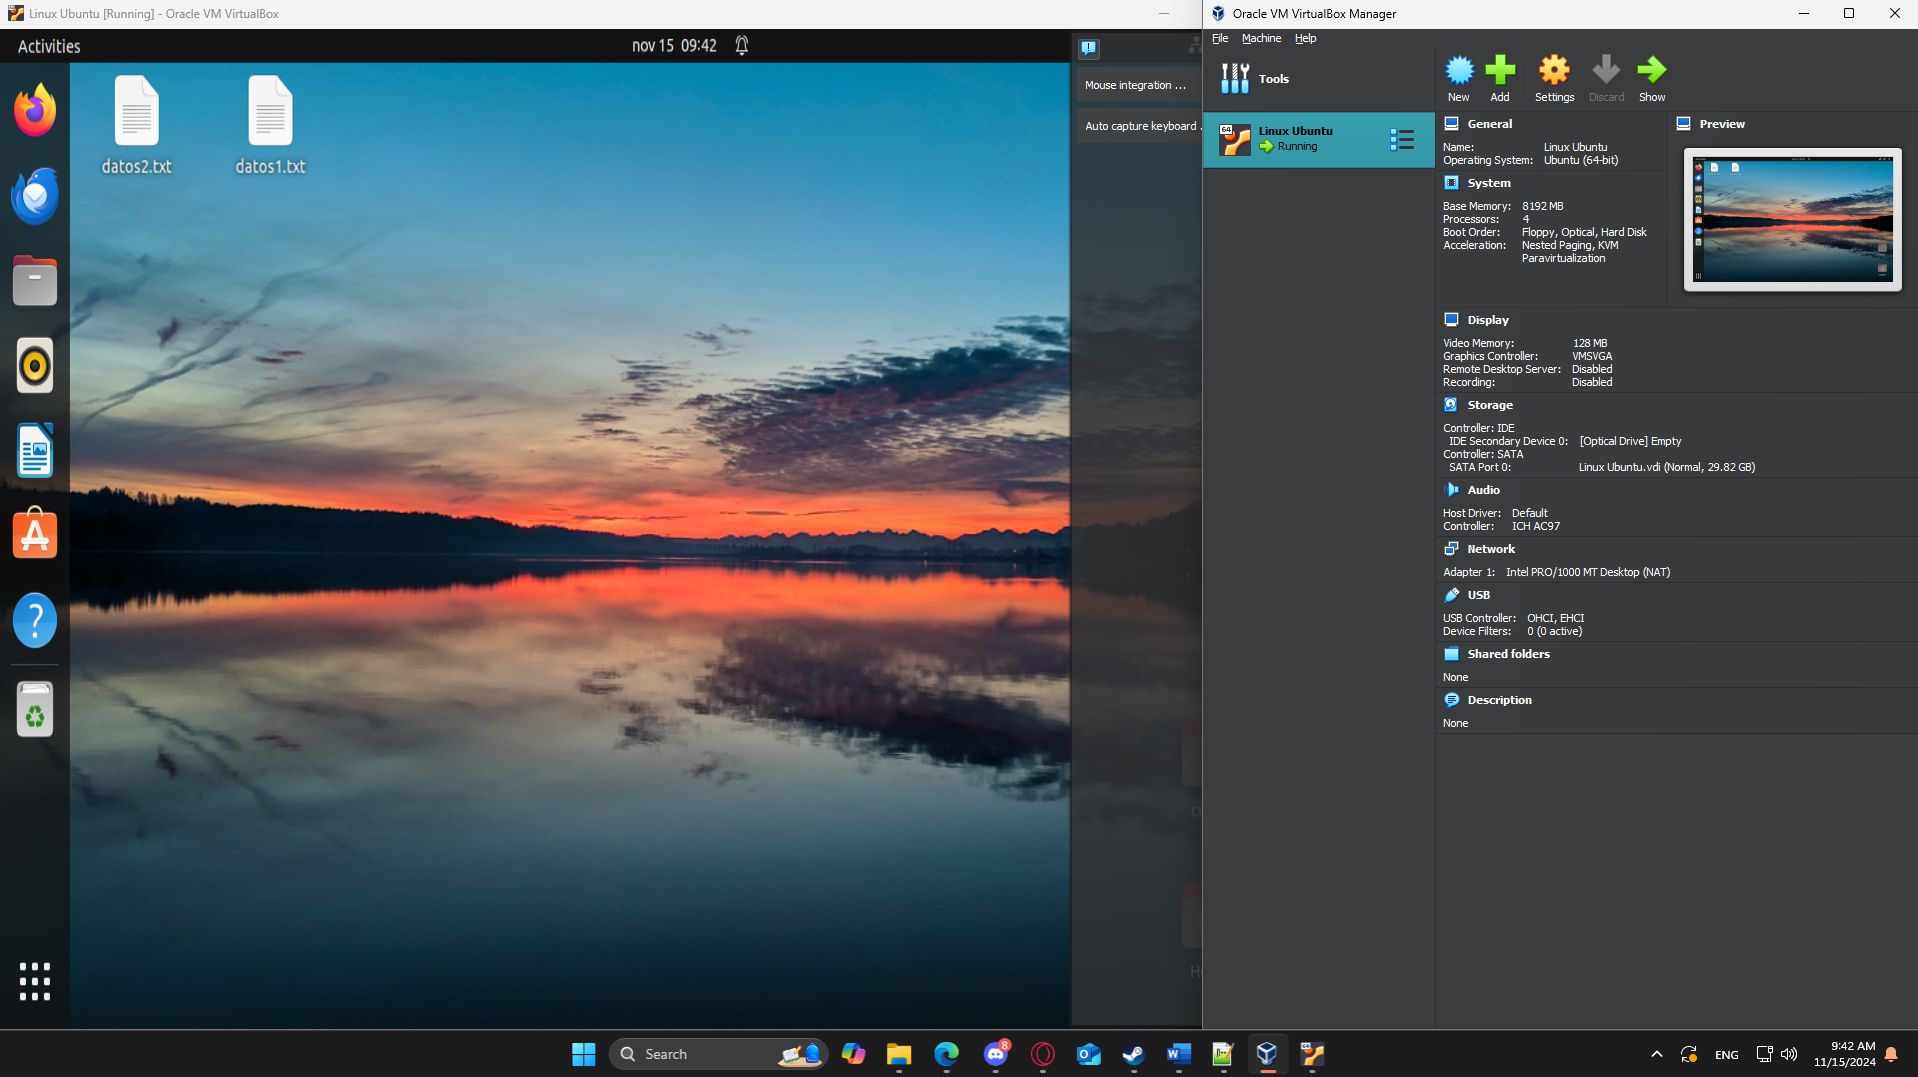 Linux Ubuntu [Running] - Oracle VM VirtualBox
Activities
nov 15 09:42
datos2.txt
datos1.txt
Mouse integration ...
Auto capture keyboard .
Oracle VM VirtualBox Manager
File Machine Help
Tools
New Add Settings Discard Show
64
Linux Ubuntu
Running
General
Name: Linux Ubuntu
Operating System: Ubuntu (64-bit)
Preview
System
Base Memory: 8192 MB
Processors: 4
Boot Order: Floppy, Optical, Hard Disk
Acceleration: Nested Paging, KVM
Paravirtualization
Display
Video Memory: 128 MB
Graphics Controller: VMSVGA
Remote Desktop Server: Disabled
Recording: Disabled
Storage
Controller: IDE
IDE Secondary Device 0: [Optical Drive] Empty
Controller: SATA
SATA Port 0: Linux Ubuntu.vdi (Normal, 29.82 GB)
Audio
Host Driver: Default
Controller: ICH AC97
Network
Adapter 1: Intel PRO/1000 MT Desktop (NAT)
USB
USB Controller: OHCI, EHCI
Device Filters: 0 (0 active)
Shared folders
None
Description
None
Search
8
ENG
9:42 AM
11/15/2024